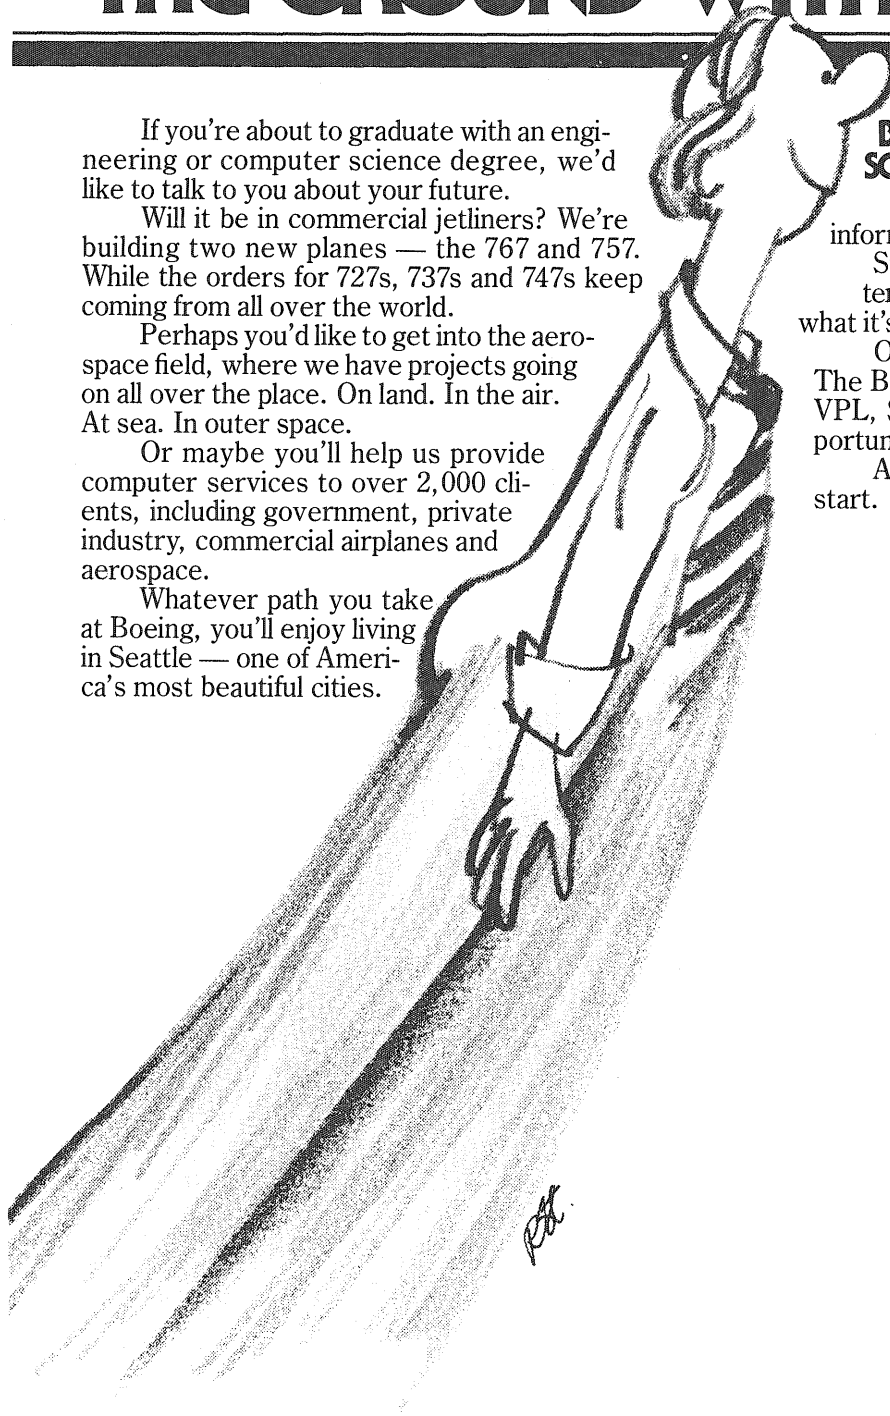 THE GROUND WITH
If you're about to graduate with an engi-
neering or computer science degree, we'd
like to talk to you about your future.
Will it be in commercial jetliners? We're
building two new planes — the 767 and 757.
While the orders for 727s, 737s and 747s keep
coming from all over the world.
Perhaps you'd like to get into the aero-
space field, where we have projects going
on all over the place. On land. In the air.
At sea. In outer space.
Or maybe you'll help us provide
computer services to over 2,000 cli-
ents, including government, private
industry, commercial airplanes and
aerospace.
Whatever path you take
at Boeing, you'll enjoy living
in Seattle — one of Ameri-
ca's most beautiful cities.
infor
S
ter
what it's
O
The B
VPL,
portun
A
start.